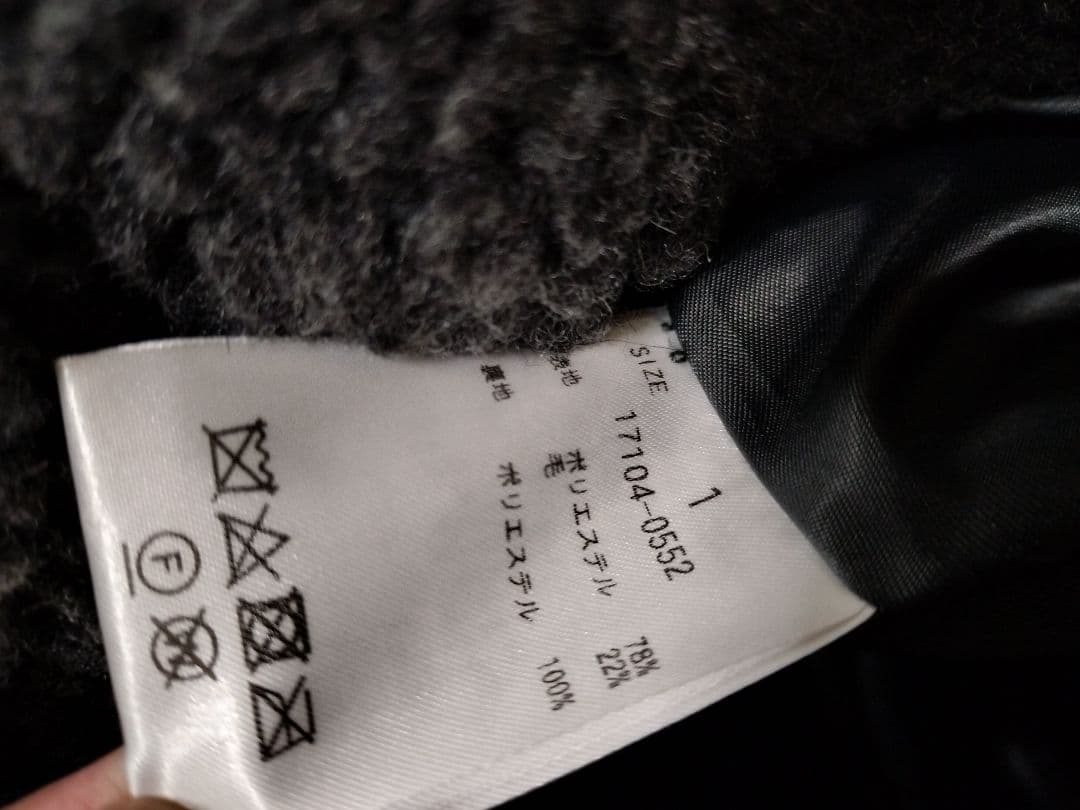 SIZE 1
17104-0552
表地 ポリエステル 78%
毛 22%
裏地 ポリエステル 100%
F
W